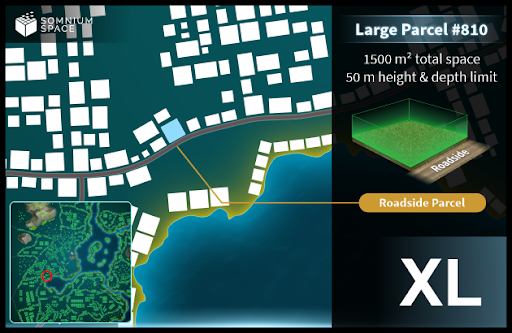 SOMNIUM
SPACE
Large Parcel #810
1500 m² total space
50 m height & depth limit
Roadside
Roadside Parcel
XL